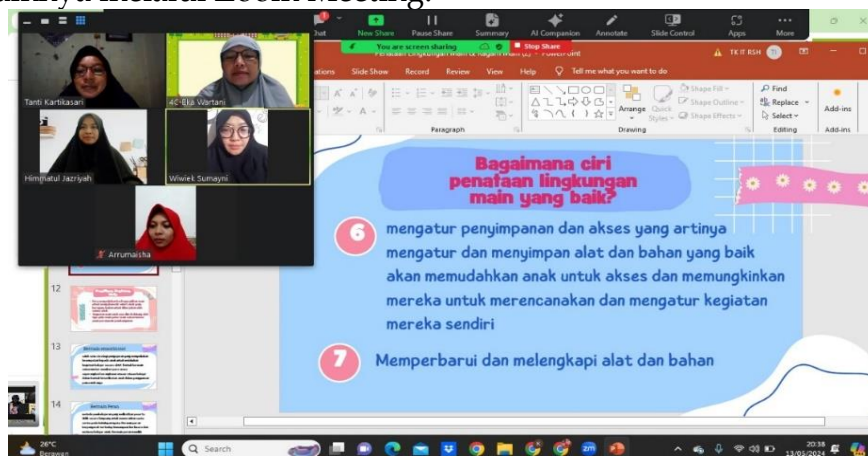 Chat
New Share
Pause Share
Summary
AI Companion
Annotate
Slide Control
Apps
More
You are screen sharing
Stop Share
PowerPoint
TK IT RSH
Slide Show
Record
Review
View
Help
Tell me what you want to do
Paragraph
Arrange
Quick
Styles
Shape Fill
Shape Outline
Shape Effects
Drawing
Find
Replace
Select
Editing
Add-ins
Add-ins
Tanti Kartikasari
4C-Eka Wartani
Himmatul Jazriyah
Wiwiek Sumayni
Arrumaisha
Bagaimana ciri
penataan lingkungan
main yang baik?
6
mengatur penyimpanan dan akses yang artinya
mengatur dan menyimpan alat dan bahan yang baik
akan memudahkan anak untuk akses dan memungkinkan
mereka untuk merencanakan dan mengatur kegiatan
mereka sendiri
7
Memperbarui dan melengkapi alat dan bahan
12
13
14
26°C
Berawan
Search
20:38
13/05/2024